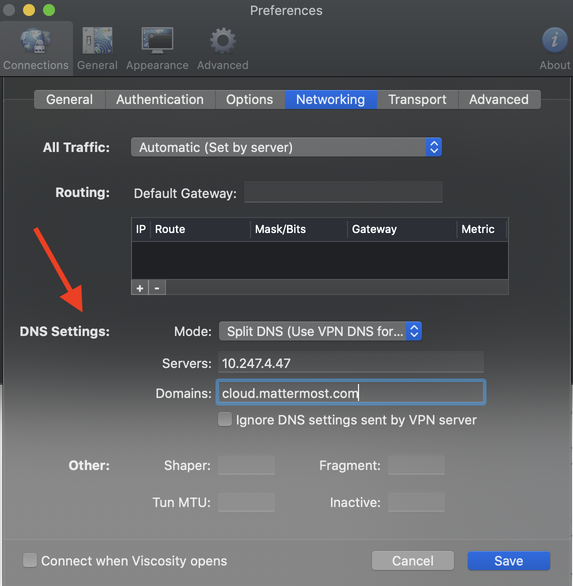 Preferences
Connections General Appearance Advanced About
General Authentication Options Networking Transport Advanced
All Traffic: Automatic (Set by server)
Routing: Default Gateway:
IP Route Mask/Bits Gateway Metric
+ -
DNS Settings: Mode: Split DNS (Use VPN DNS for...
Servers: 10.247.4.47
Domains: cloud.mattermost.com
Ignore DNS settings sent by VPN server
Other: Shaper: Fragment:
Tun MTU: Inactive:
Connect when Viscosity opens Cancel Save